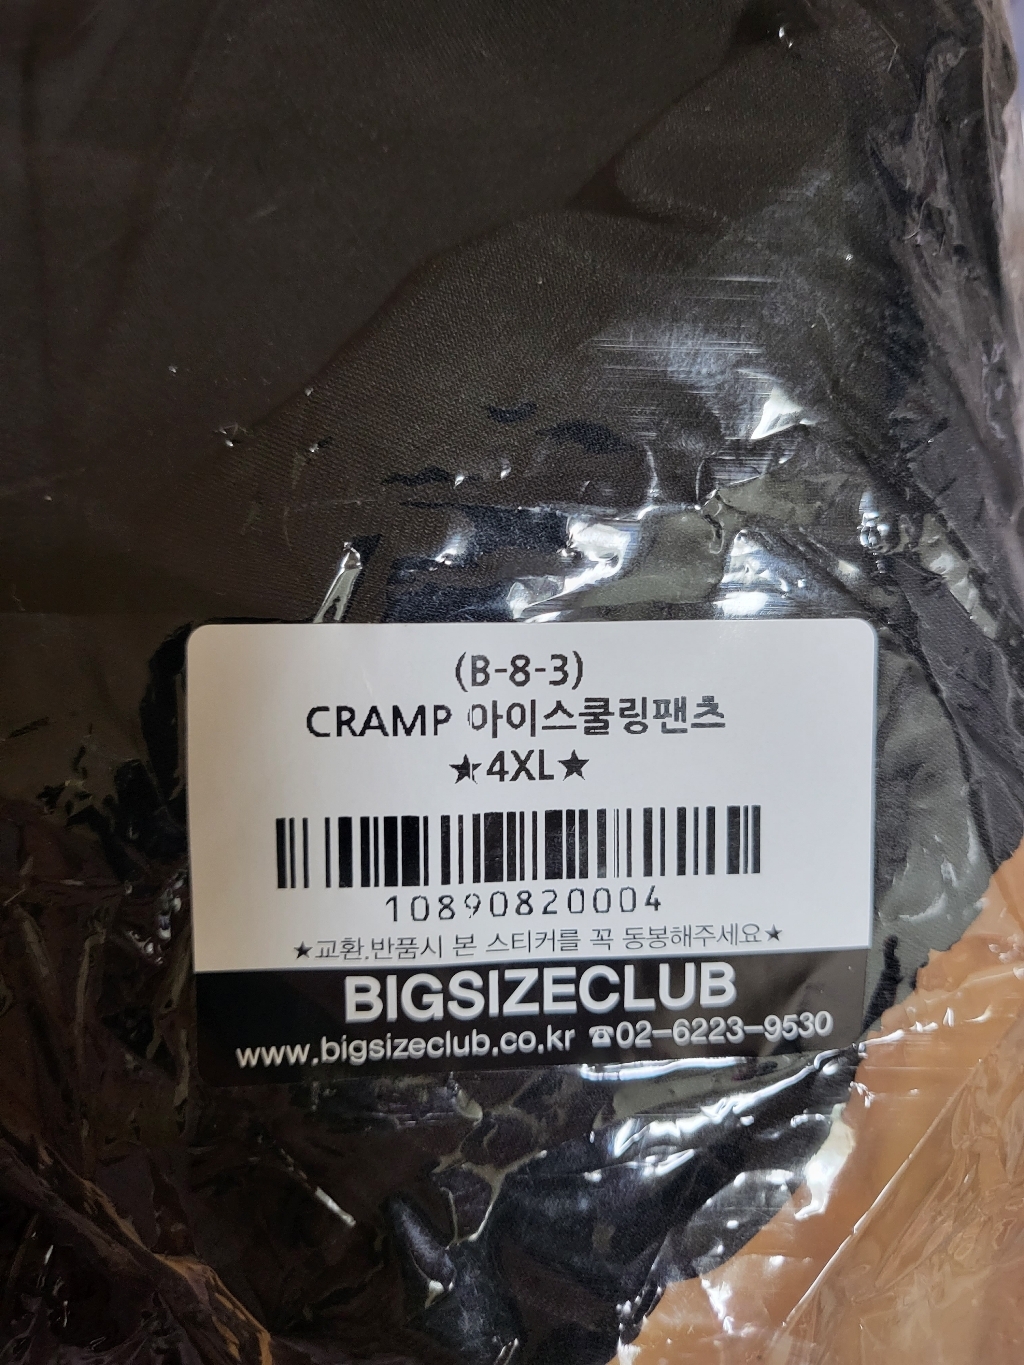 (B-8-3)
CRAMP 아이스쿨링팬츠
★4XL★
10890820004
★교환,반품시 본 스티커를 꼭 동봉해주세요★
BIGSIZECLUB
www.bigsizeclub.co.kr ☎02-6223-9530